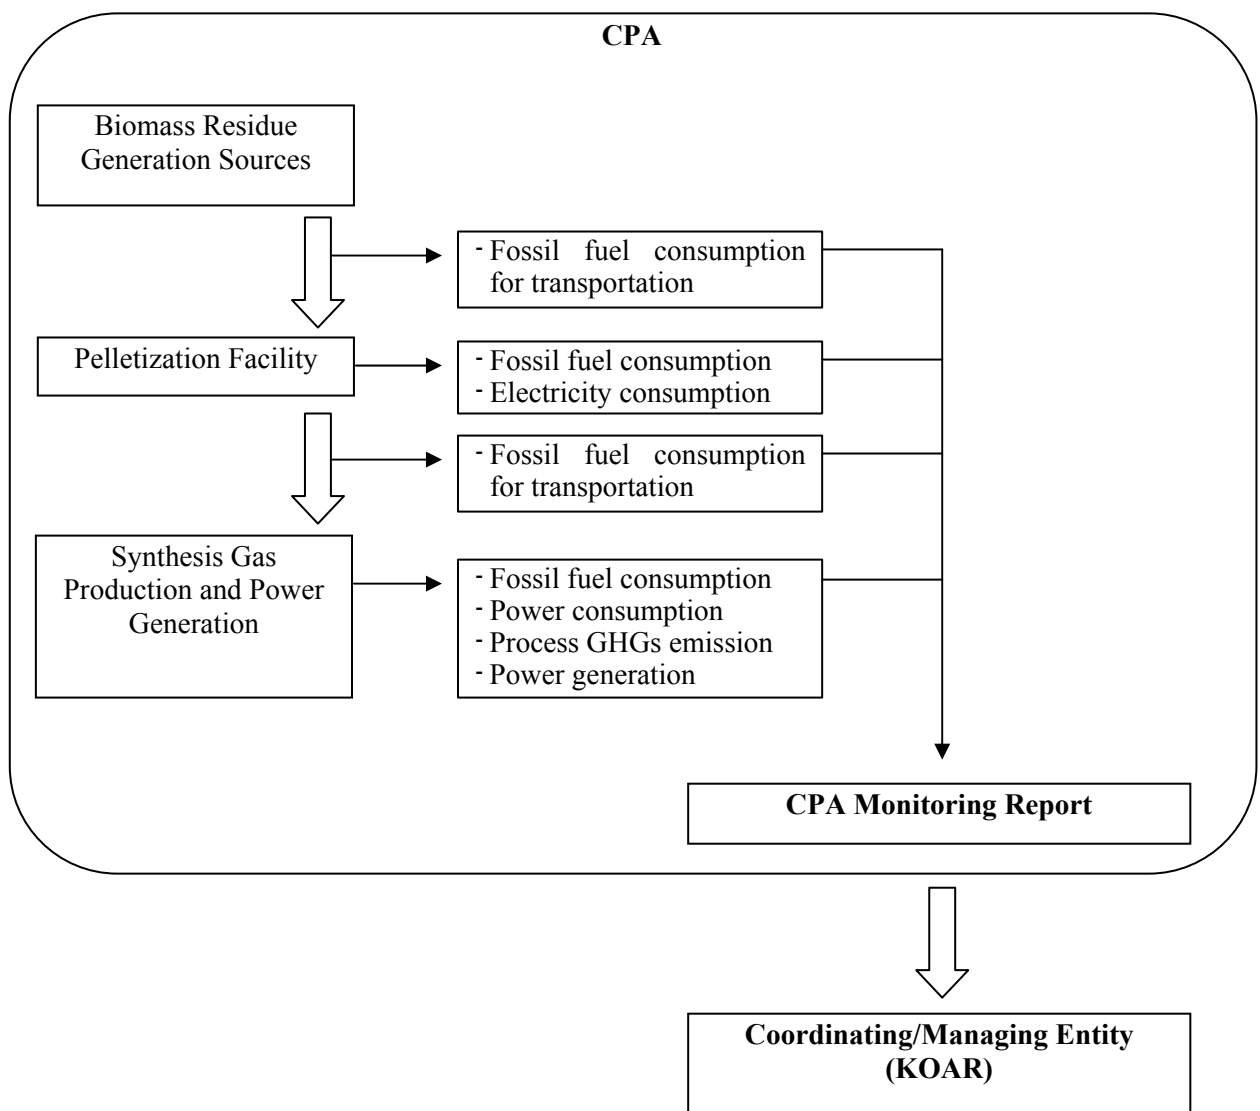 CPA
Biomass Residue
Generation Sources
- Fossil fuel consumption
for transportation
Pelletization Facility
- Fossil fuel consumption
- Electricity consumption
- Fossil fuel consumption
for transportation
Synthesis Gas
Production and Power
Generation
- Fossil fuel consumption
- Power consumption
- Process GHGs emission
- Power generation
CPA Monitoring Report
Coordinating/Managing Entity
(KOAR)